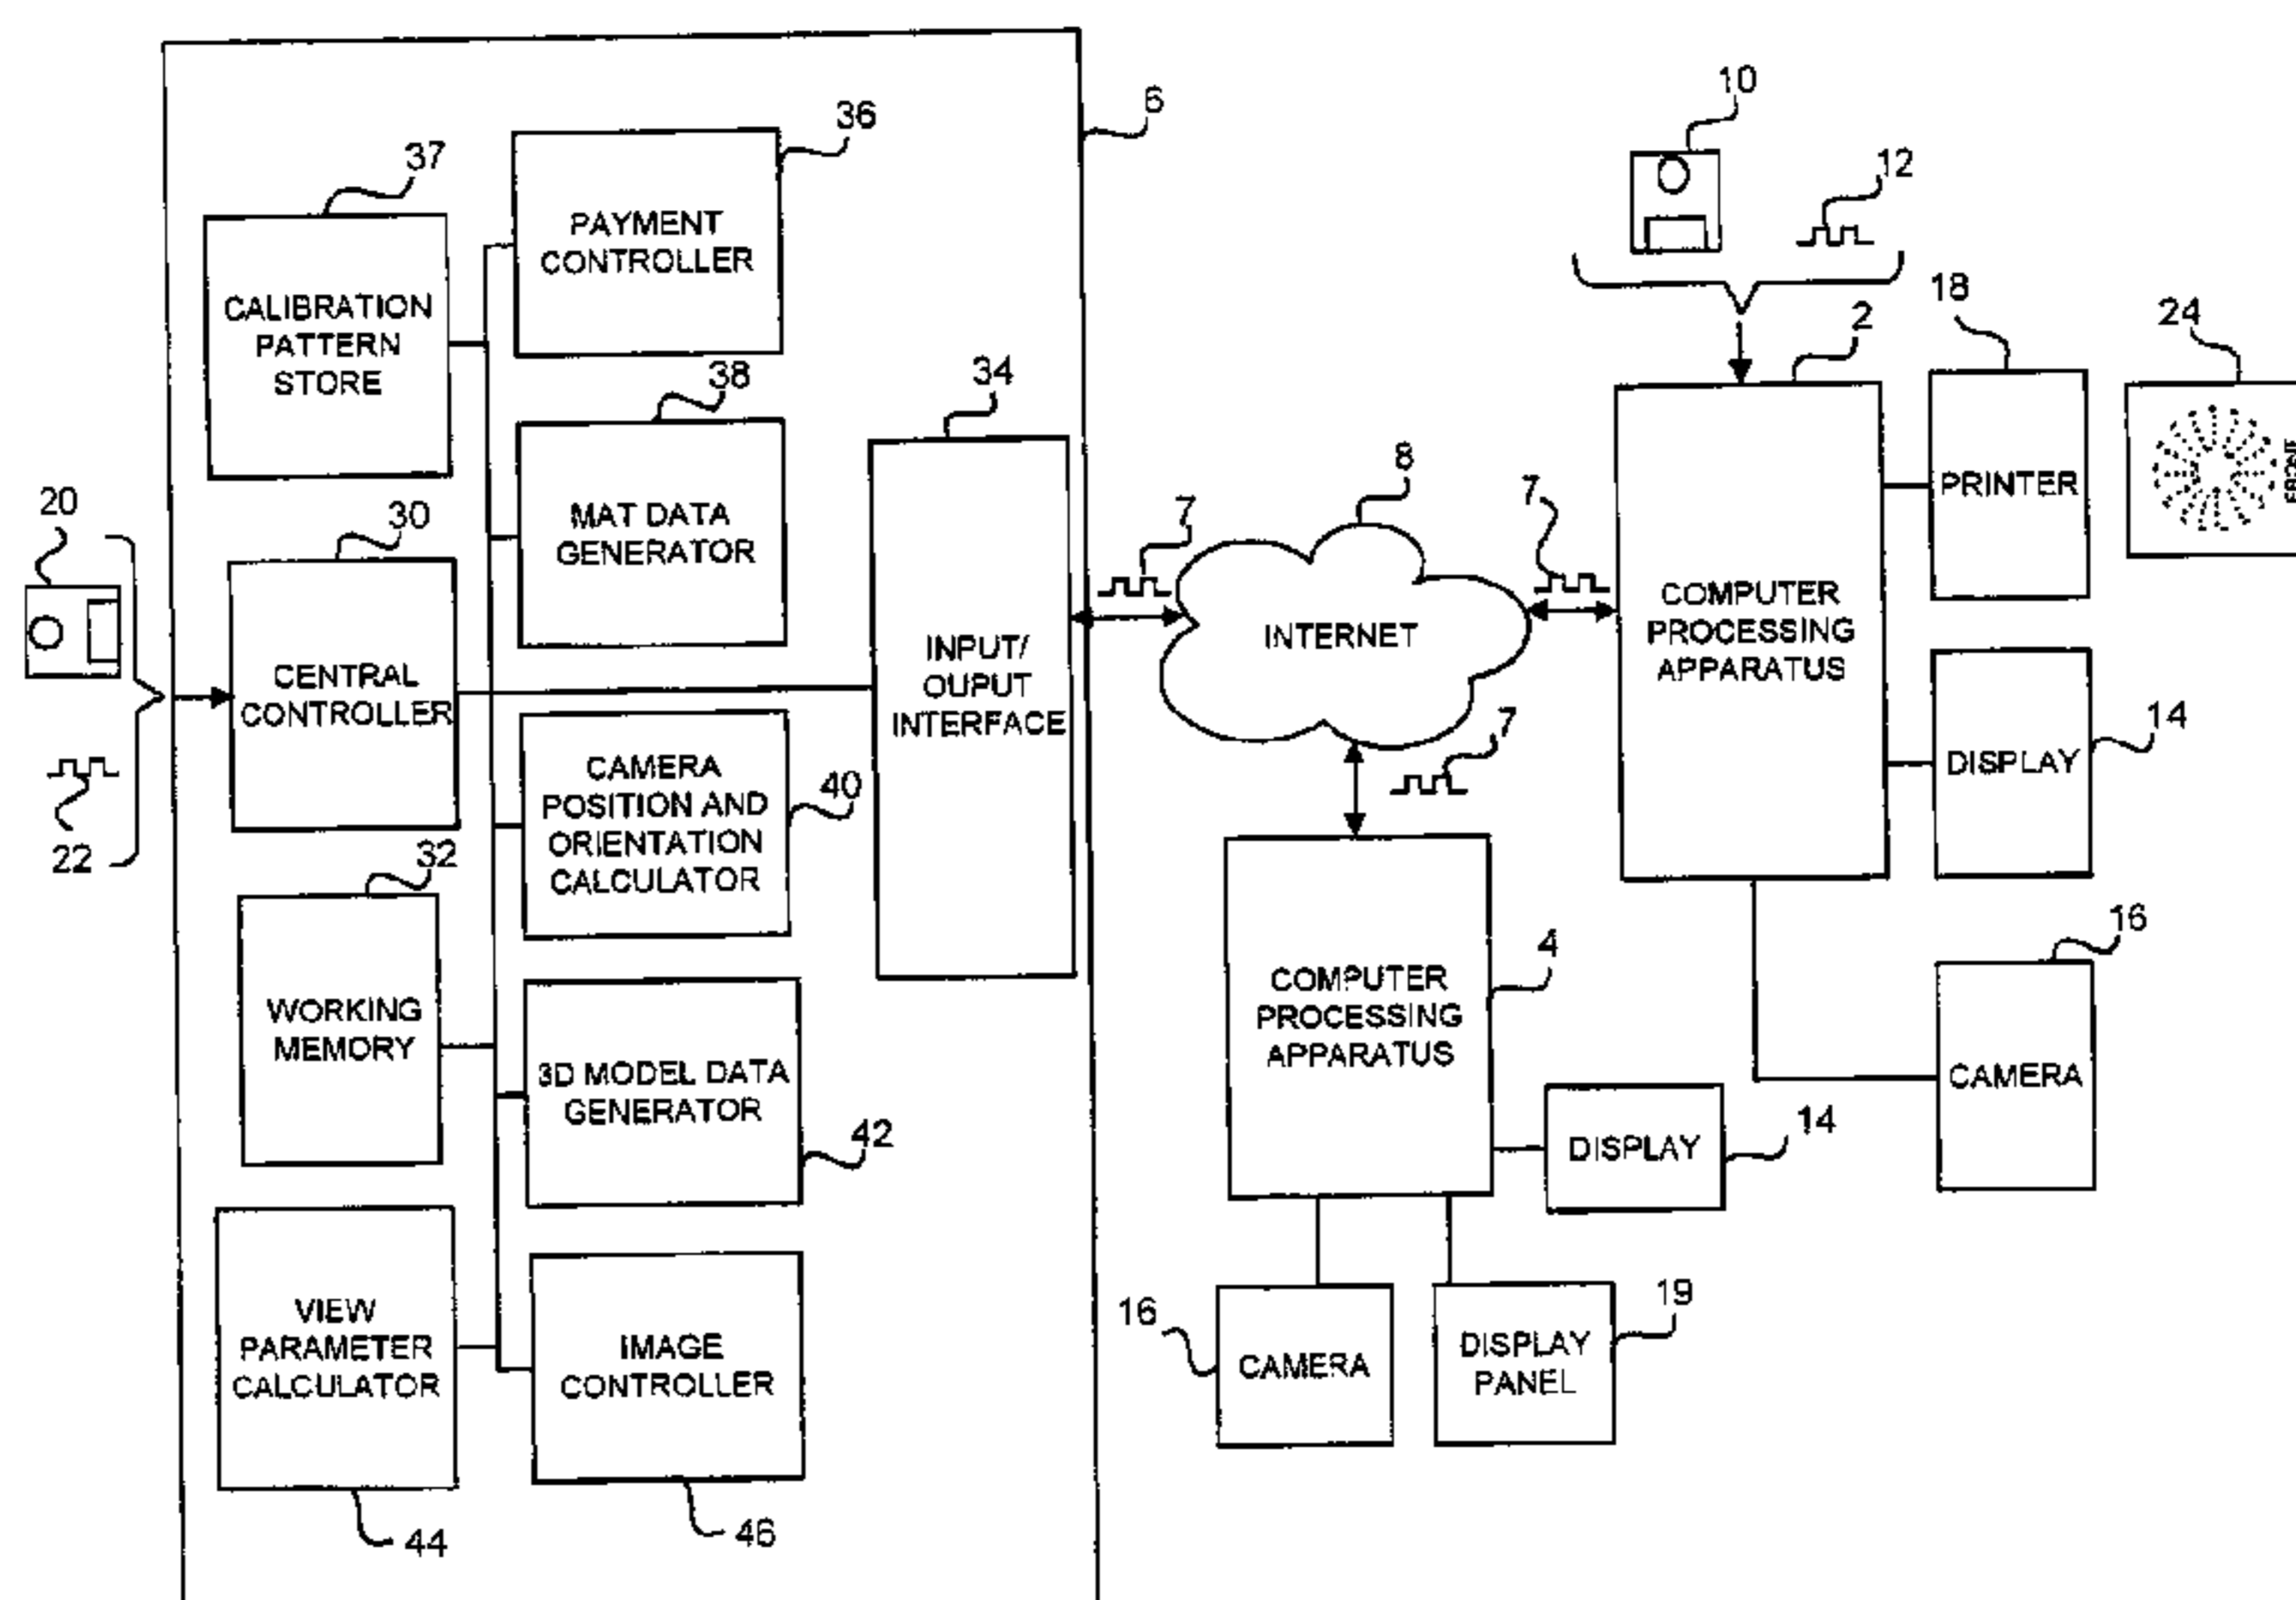 10
6
12
36
37
PAYMENT
CONTROLLER
CALIBRATION
PATTERN
STORE
18
2
24
38
34
8
7
7
PRINTER
20
30
MAT DATA
GENERATOR
COMPUTER
PROCESSING
APPARATUS
INTERNET
INPUT/
OUPUT
INTERFACE
CENTRAL
CONTROLLER
7
14
DISPLAY
CAMERA
POSITION AND
ORIENTATION
CALCULATOR
40
22
32
16
4
COMPUTER
PROCESSING
APPARATUS
WORKING
MEMORY
3D MODEL DATA
GENERATOR
CAMERA
42
DISPLAY
14
VIEW
PARAMETER
CALCULATOR
IMAGE
CONTROLLER
16
CAMERA
DISPLAY
PANEL
19
44
46